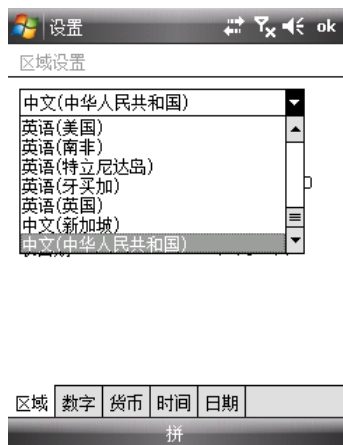 设置
ok
区域设置
中文(中华人民共和国)
英语(美国)
英语(南非)
英语(特立尼达岛)
英语(牙买加)
英语(英国)
中文(新加坡)
中文(中华人民共和国)
区域 数字 货币 时间 日期
拼